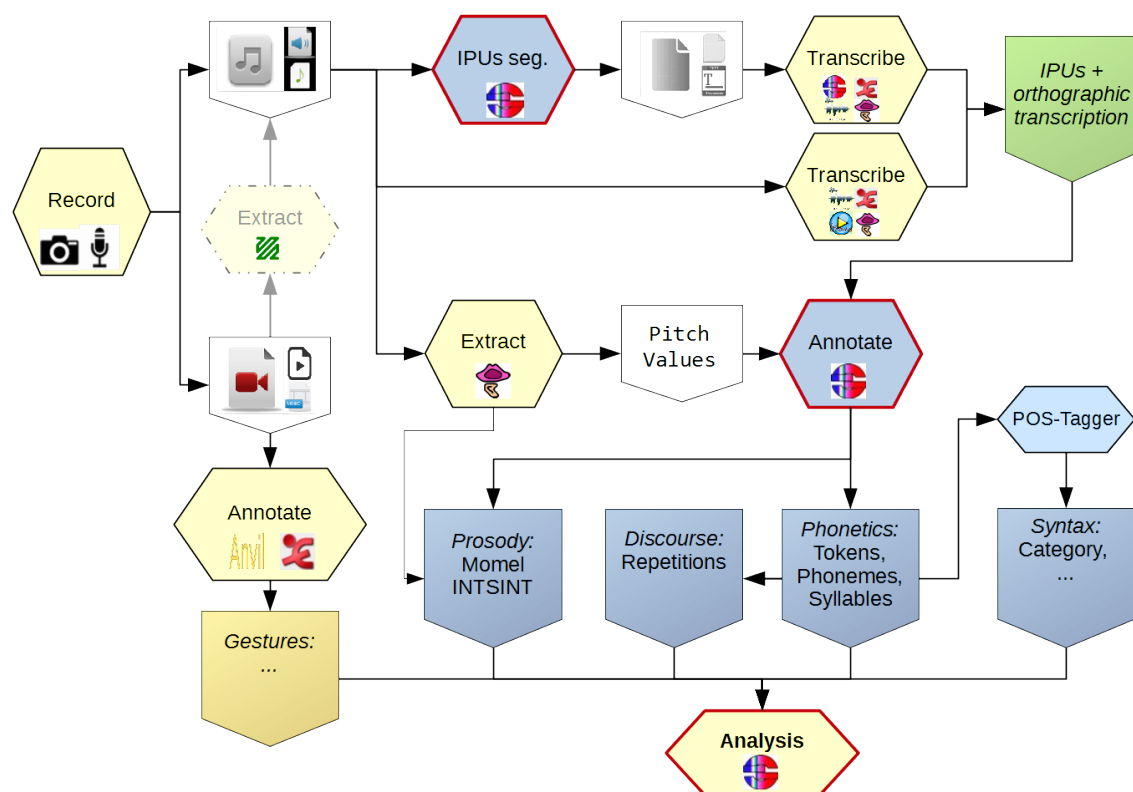 IPUs seg.
Transcribe
IPUs +
orthographic
transcription
Record
Extract
Transcribe
Extract
Pitch
Values
Annotate
POS-Tagger
Annotate
Anvil
Prosody:
Momel
INTSINT
Discourse:
Repetitions
Phonetics:
Tokens,
Phonemes,
Syllables
Syntax:
Category,
...
Gestures:
...
Analysis